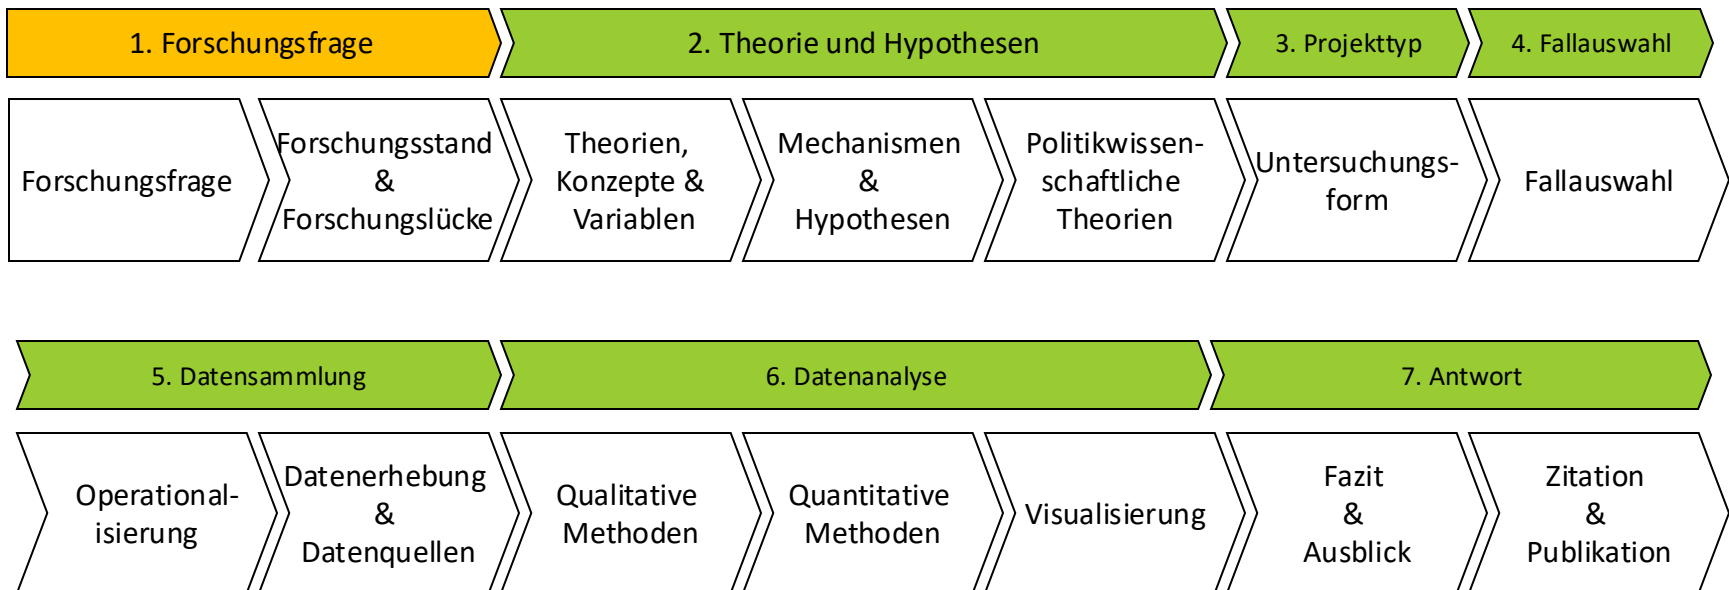 1. Forschungsfrage
2. Theorie und Hypothesen
3. Projekttyp
4. Fallauswahl
Forschungsfrage
Forschungsstand
&
Forschungslücke
Theorien,
Konzepte &
Variablen
Mechanismen
&
Hypothesen
Politikwissen-
schaftliche
Theorien
Untersuchungs-
form
Fallauswahl
5. Datensammlung
6. Datenanalyse
7. Antwort
Operational-
isierung
Datenerhebung
&
Datenquellen
Qualitative
Methoden
Quantitative
Methoden
Visualisierung
Fazit
&
Ausblick
Zitation
&
Publikation